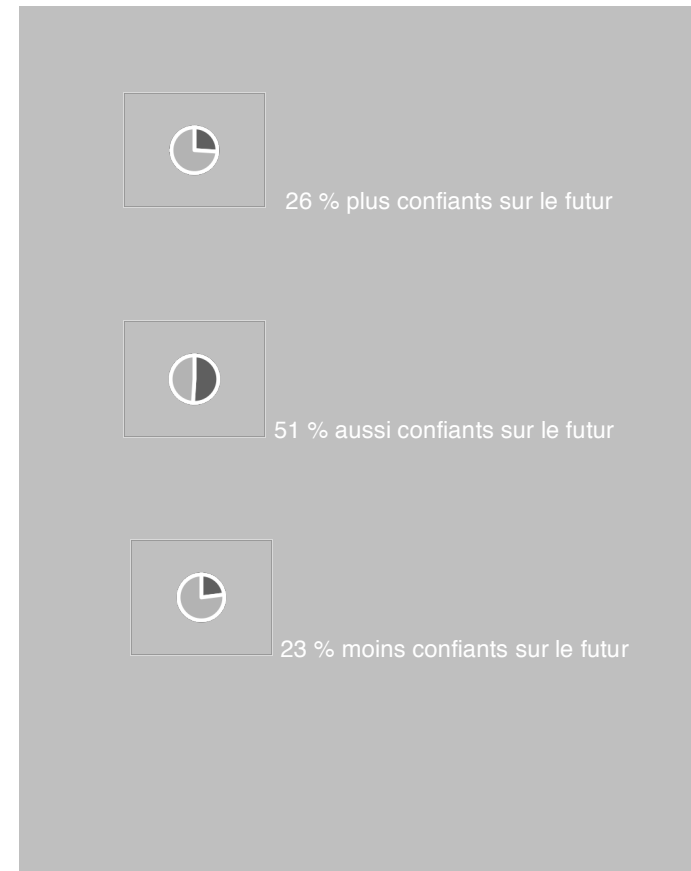 26 % plus confiants sur le futur
51 % aussi confiants sur le futur
23 % moins confiants sur le futur